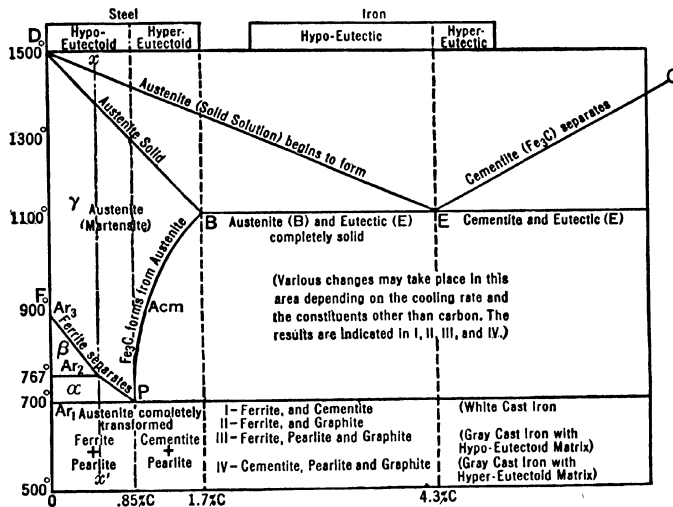 Steel
Iron
Hypo-
Eutectoid
Hyper-
Eutectoid
Hypo-Eutectic
Hyper-
Eutectic
D
1500°
x
C
Austenite (Solid Solution) begins to form
Austenite Solid
Cementite (Fe3C) separates
1300°
γ
Austenite
(Martensite)
1100°
B
Austenite (B) and Eutectic (E)
completely solid
E
Cementite and Eutectic (E)
Fe3C forms from Austenite
Acm
(Various changes may take place in this
area depending on the cooling rate and
the constituents other than carbon. The
results are indicated in I, II, III, and IV.)
F
900°
Ar3
Ferrite separates
β
Ar2
767°
α
P
700°
Ar1 Austenite completely
transformed
Ferrite
+
Pearlite
x'
Cementite
+
Pearlite
I – Ferrite, and Cementite
II – Ferrite, and Graphite
III – Ferrite, Pearlite and Graphite
IV – Cementite, Pearlite and Graphite
(White Cast Iron
(Gray Cast Iron with
Hypo-Eutectoid Matrix)
(Gray Cast Iron with
Hyper-Eutectoid Matrix)
500°
0
.85%C
1.7%C
4.3%C